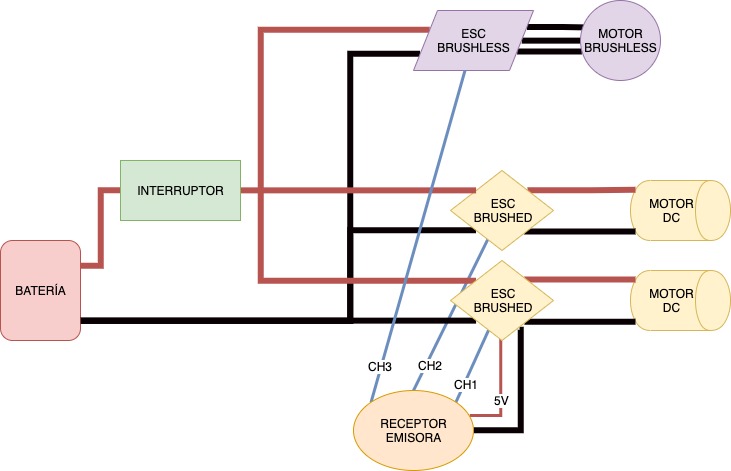 ESC
BRUSHLESS
MOTOR
BRUSHLESS
INTERRUPTOR
ESC
BRUSHED
MOTOR
DC
BATERÍA
ESC
BRUSHED
MOTOR
DC
CH3
CH2
CH1
5V
RECEPTOR
EMISORA